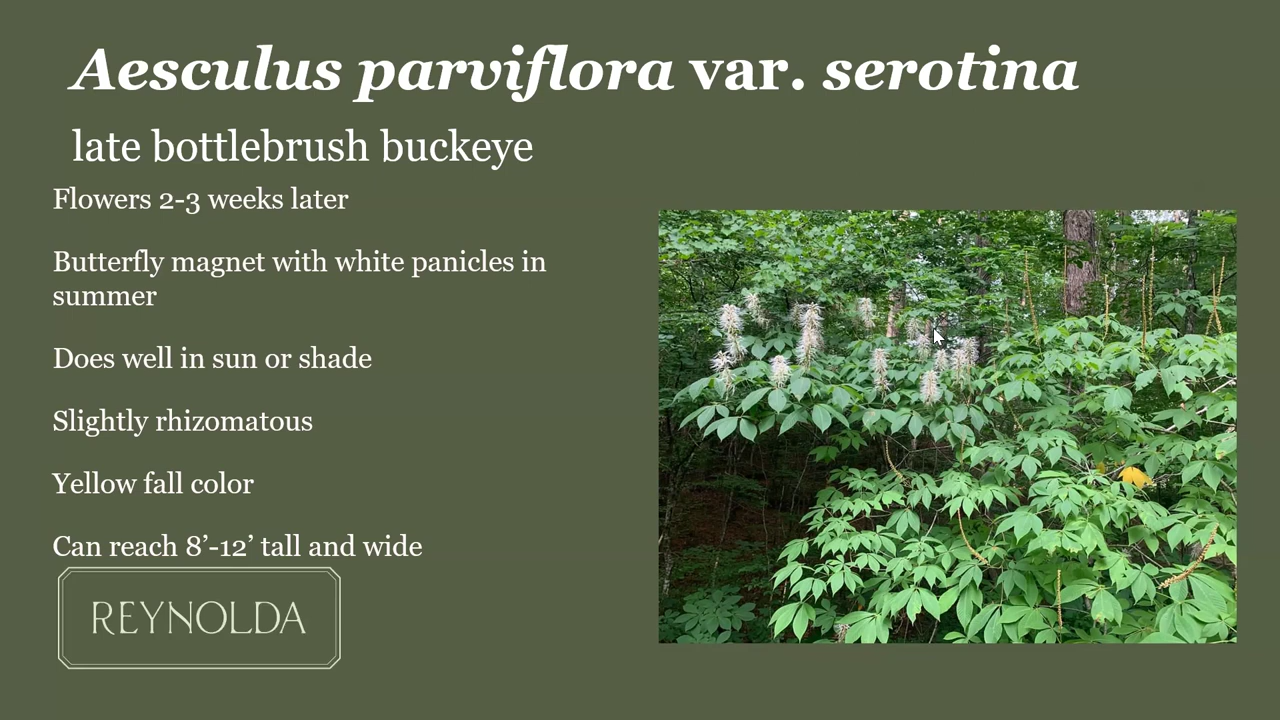 Aesculus parviflora var. serotina
late bottlebrush buckeye
Flowers 2-3 weeks later
Butterfly magnet with white panicles in
summer
Does well in sun or shade
Slightly rhizomatous
Yellow fall color
Can reach 8’-12’ tall and wide
REYNOLDA